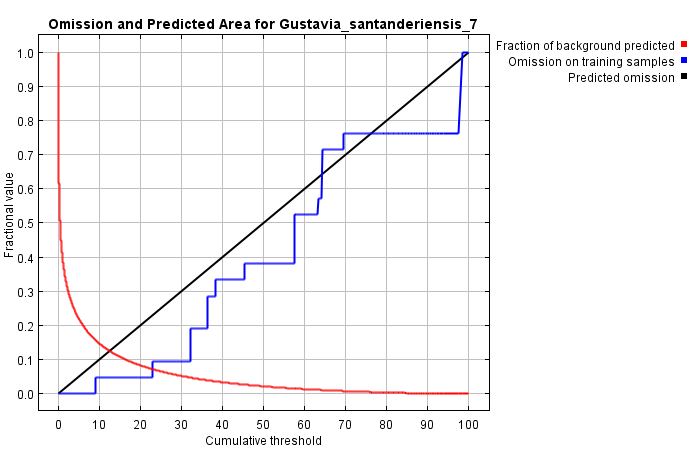 Omission and Predicted Area for Gustavia_santanderiensis_7
Fraction of background predicted
Omission on training samples
Predicted omission
Fractional value
1.0
0.9
0.8
0.7
0.6
0.5
0.4
0.3
0.2
0.1
0.0
0 10 20 30 40 50 60 70 80 90 100
Cumulative threshold